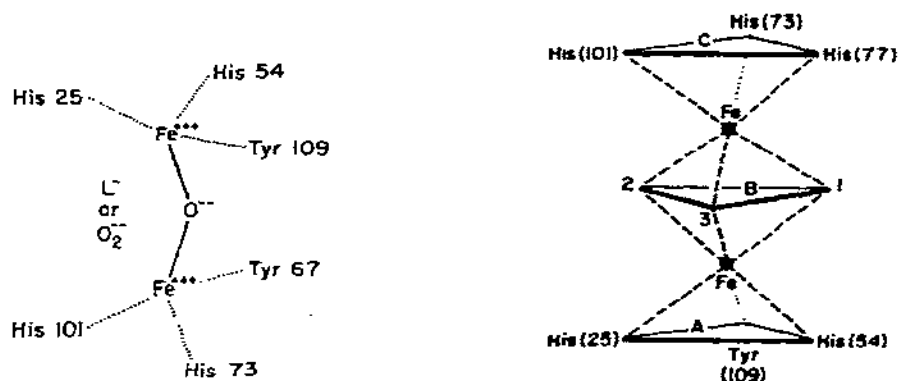 His 54
His 25
Fe+++
Tyr 109
L-
or
O2--
O--
Tyr 67
Fe+++
His 101
His 73
His(73)
His(101)
C
His(77)
Fe
2
B
1
3
Fe
A
His(25)
His(54)
Tyr
(109)